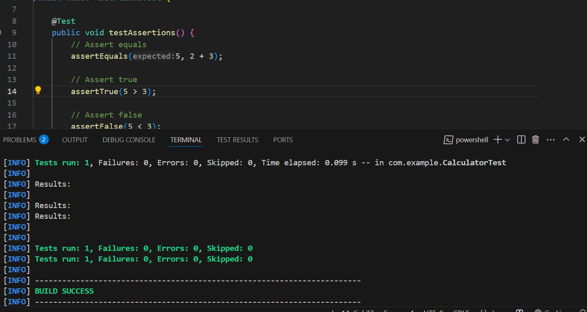 7
8 @Test
9 public void testAssertions() {
10 // Assert equals
11 assertEquals(expected:5, 2 + 3);
12
13 // Assert true
14 assertTrue(5 > 3);
15
16 // Assert false
17 assertFalse(5 < 3);
PROBLEMS 2 OUTPUT DEBUG CONSOLE TERMINAL TEST RESULTS PORTS powershell
[INFO] Tests run: 1, Failures: 0, Errors: 0, Skipped: 0, Time elapsed: 0.099 s -- in com.example.CalculatorTest
[INFO]
[INFO] Results:
[INFO]
[INFO] Results:
[INFO] Results:
[INFO]
[INFO]
[INFO] Tests run: 1, Failures: 0, Errors: 0, Skipped: 0
[INFO] Tests run: 1, Failures: 0, Errors: 0, Skipped: 0
[INFO]
[INFO] ------------------------------------------------------------------------
[INFO] BUILD SUCCESS
[INFO] ------------------------------------------------------------------------